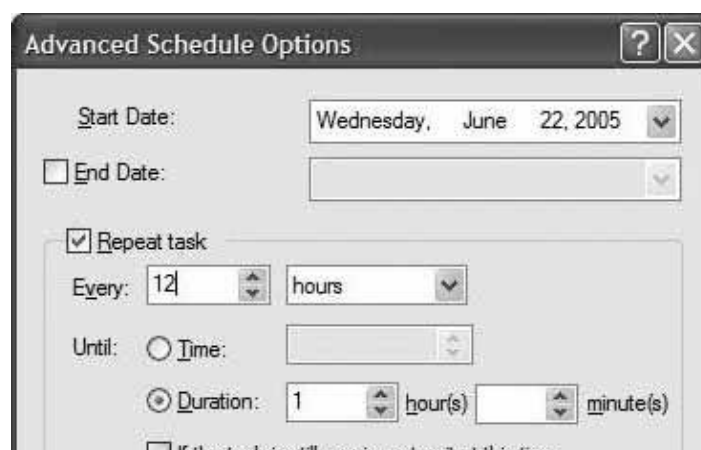 Advanced Schedule Options
Start Date: Wednesday, June 22, 2005
End Date:
Repeat task
Every: 12 hours
Until: Time:
Duration: 1 hour(s) minute(s)